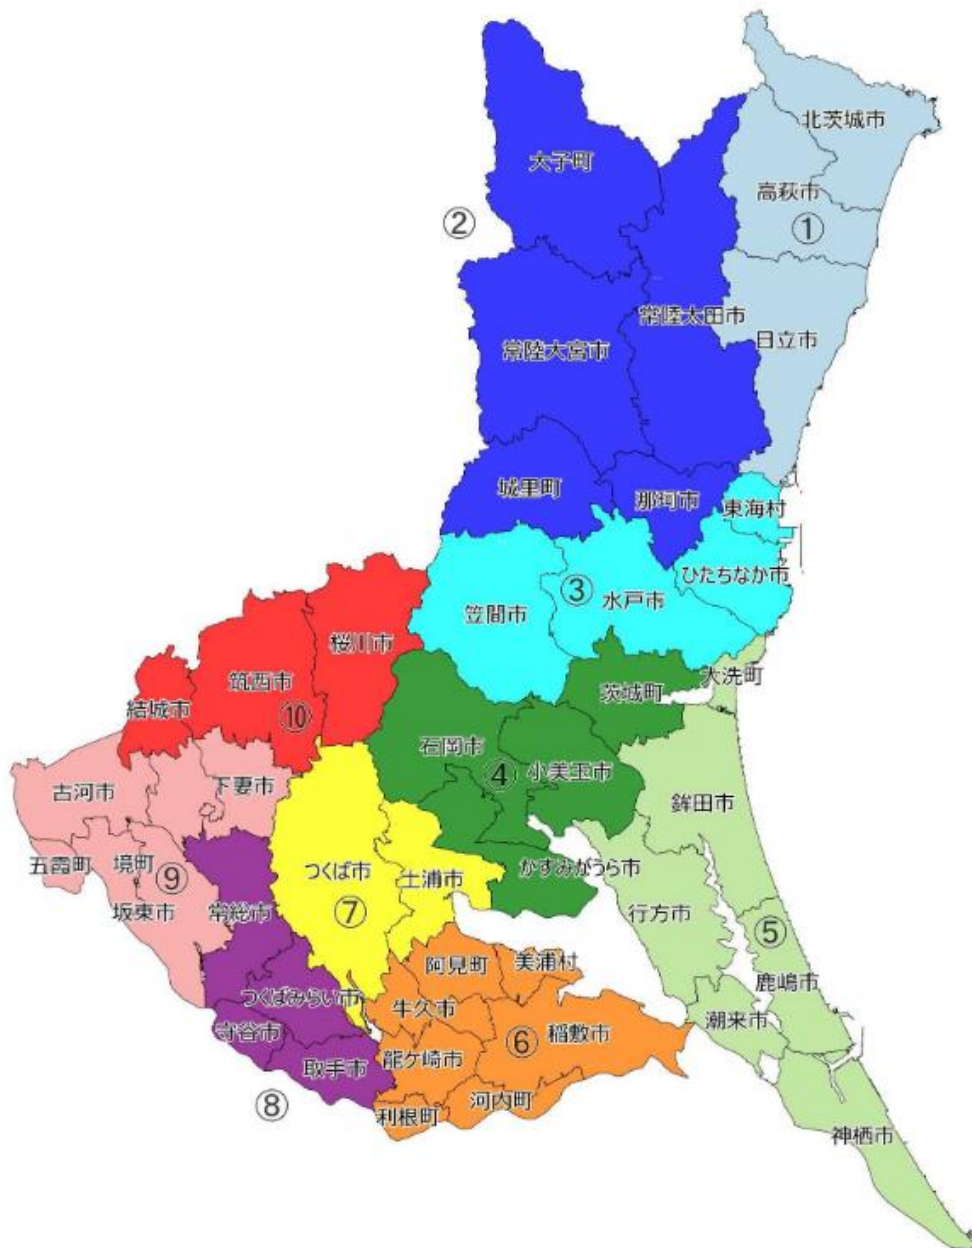 北茨城市
大子町
高萩市
②
①
常陸太田市
日立市
常陸大宮市
城里町
那珂市
東海村
ひたちなか市
③
水戸市
笠間市
桜川市
大洗町
筑西市
茨城町
結城市
⑩
石岡市
④
小美玉市
下妻市
古河市
鉾田市
五霞町
境町
⑨
つくば市
土浦市
かすみがうら市
坂東市
常総市
⑦
行方市
⑤
阿見町
美浦村
鹿嶋市
つくばみらい市
牛久市
潮来市
守谷市
稲敷市
⑥
龍ケ崎市
取手市
⑧
河内町
利根町
神栖市